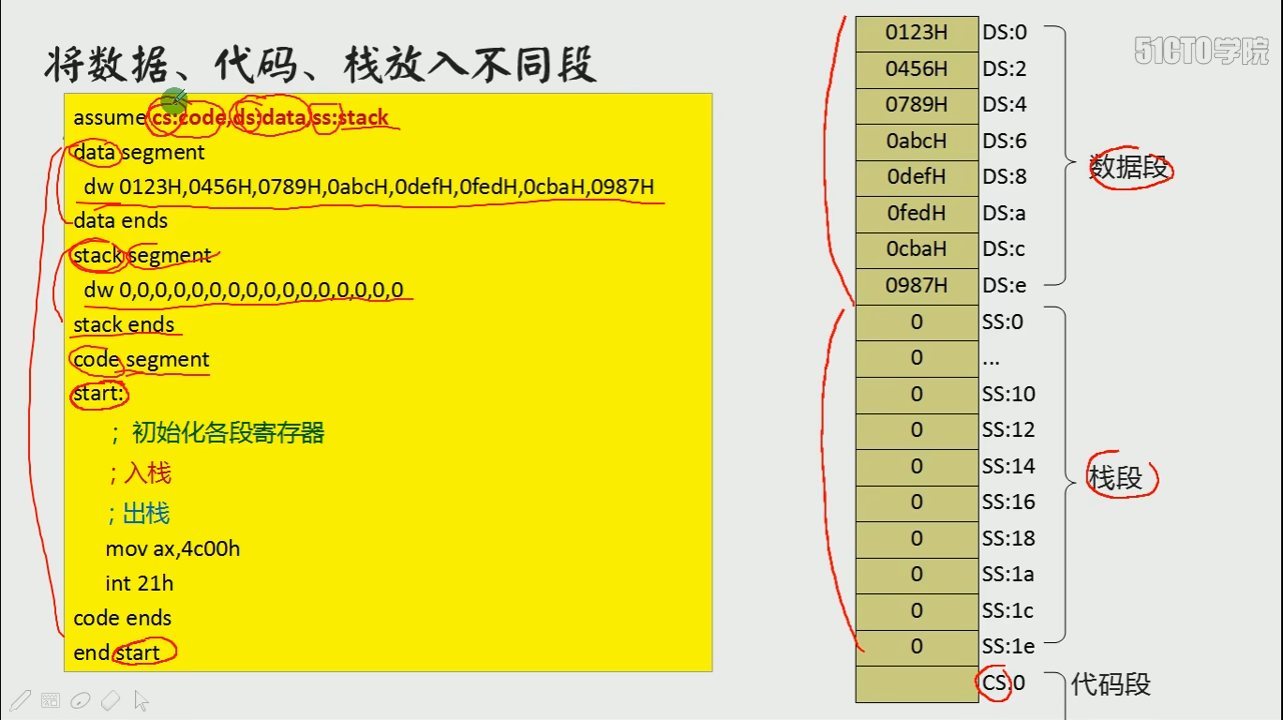 将数据、代码、栈放入不同段
51CTO学院
assume cs:code,ds:data,ss:stack
data segment
dw 0123H,0456H,0789H,0abcH,0defH,0fedH,0cbaH,0987H
data ends
stack segment
dw 0,0,0,0,0,0,0,0,0,0,0,0,0,0,0,0
stack ends
code segment
start:
; 初始化各段寄存器
; 入栈
; 出栈
mov ax,4c00h
int 21h
code ends
end start
0123H DS:0
0456H DS:2
0789H DS:4
0abcH DS:6
0defH DS:8
0fedH DS:a
0cbaH DS:c
0987H DS:e
数据段
0 SS:0
0 ...
0 SS:10
0 SS:12
0 SS:14
0 SS:16
0 SS:18
0 SS:1a
0 SS:1c
0 SS:1e
栈段
CS:0 代码段